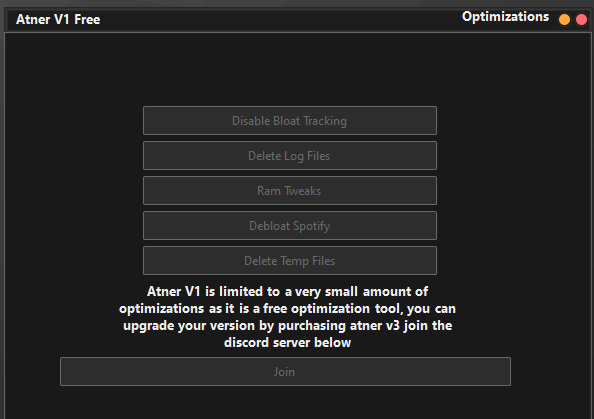 Atner V1 Free
Optimizations
Disable Bloat Tracking
Delete Log Files
Ram Tweaks
Debloat Spotify
Delete Temp Files
Atner V1 is limited to a very small amount of
optimizations as it is a free optimization tool, you can
upgrade your version by purchasing atner v3 join the
discord server below
Join